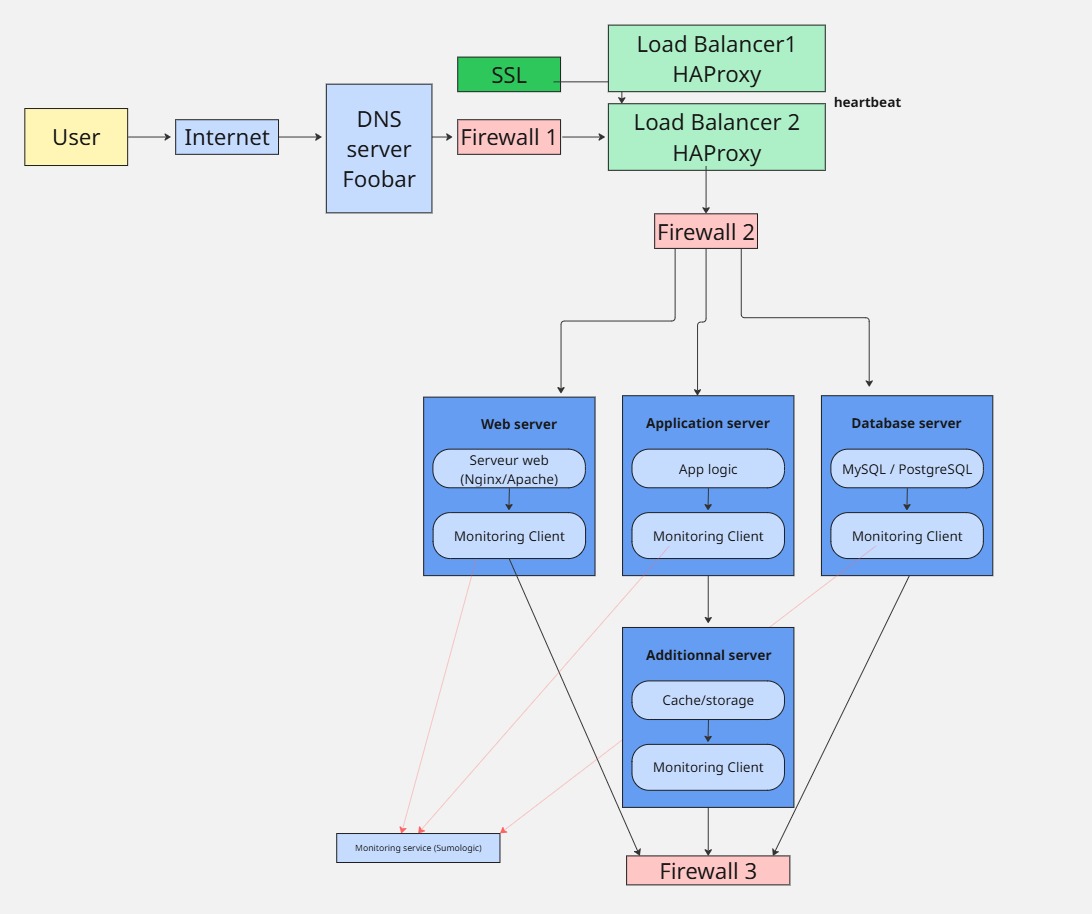 Load Balancer1
HAProxy
SSL
heartbeat
User
Internet
DNS
server
Foobar
Firewall 1
Load Balancer 2
HAProxy
Firewall 2
Web server
Serveur web
(Nginx/Apache)
Monitoring Client
Application server
App logic
Monitoring Client
Database server
MySQL / PostgreSQL
Monitoring Client
Additionnal server
Cache/storage
Monitoring Client
Monitoring service (Sumologic)
Firewall 3